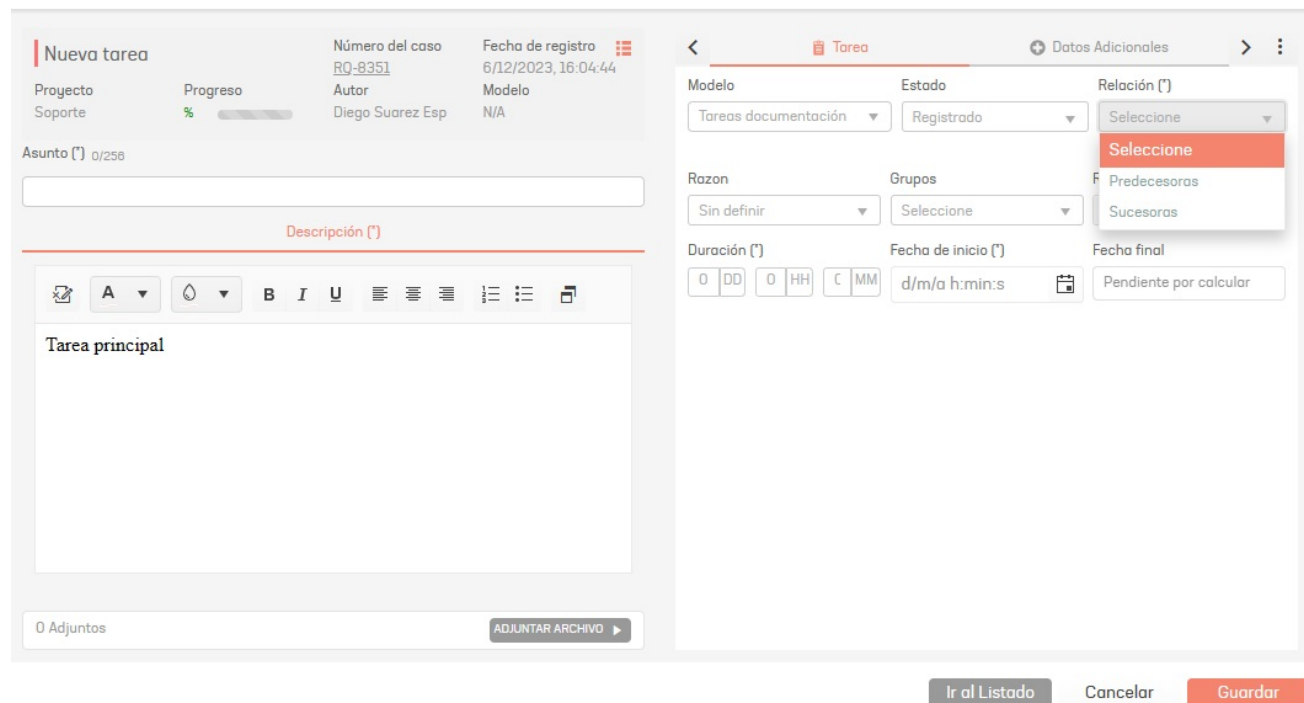 Nueva tarea
Número del caso
RQ-8351
Fecha de registro
6/12/2023, 16:04:44
Proyecto
Soporte
Progreso
%
Autor
Diego Suarez Esp
Modelo
N/A
Asunto (*) 0/256
Descripción (*)
A
B I U
Tarea principal
0 Adjuntos
ADJUNTAR ARCHIVO
Tarea
Datos Adicionales
Modelo
Tareas documentación
Estado
Registrado
Relación (*)
Seleccione
Seleccione
Predecesoras
Sucesoras
Razon
Sin definir
Grupos
Seleccione
Duración (*)
0 DD 0 HH MM
Fecha de inicio (*)
d/m/a h:min:s
Fecha final
Pendiente por calcular
Ir al Listado
Cancelar
Guardar